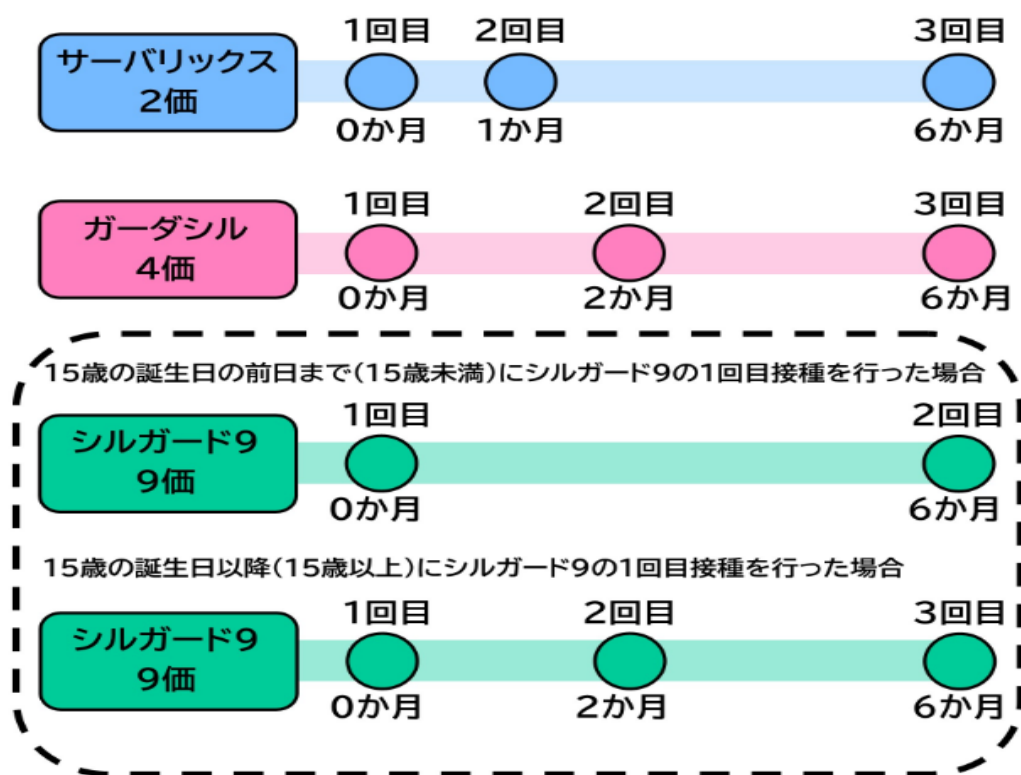 1回目 2回目 3回目
サーバリックス
2価
0か月 1か月 6か月
1回目 2回目 3回目
ガーダシル
4価
0か月 2か月 6か月
15歳の誕生日の前日まで(15歳未満)にシルガード9の1回目接種を行った場合
1回目 2回目
シルガード9
9価
0か月 6か月
15歳の誕生日以降(15歳以上)にシルガード9の1回目接種を行った場合
1回目 2回目 3回目
シルガード9
9価
0か月 2か月 6か月